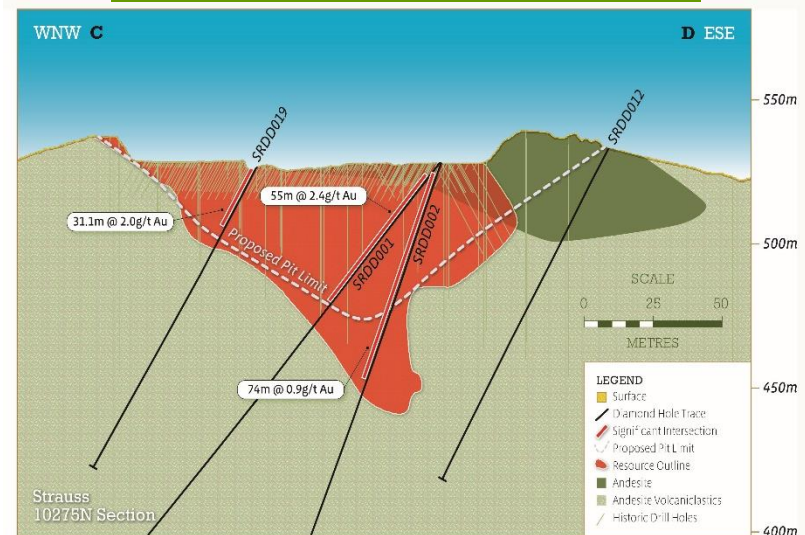 WNW C
D ESE
SRDD019
SRDD012
550m
55m @ 2.4g/t Au
31.1m @ 2.0g/t Au
SRDD001
SRDD002
Proposed Pit Limit
500m
SCALE
0 25 50
METRES
74m @ 0.9g/t Au
450m
LEGEND
Surface
Diamond Hole Trace
Significant Intersection
Proposed Pit Limit
Resource Outline
Andesite
Andesite Volcaniclastics
Historic Drill Holes
Strauss
10275N Section
400m